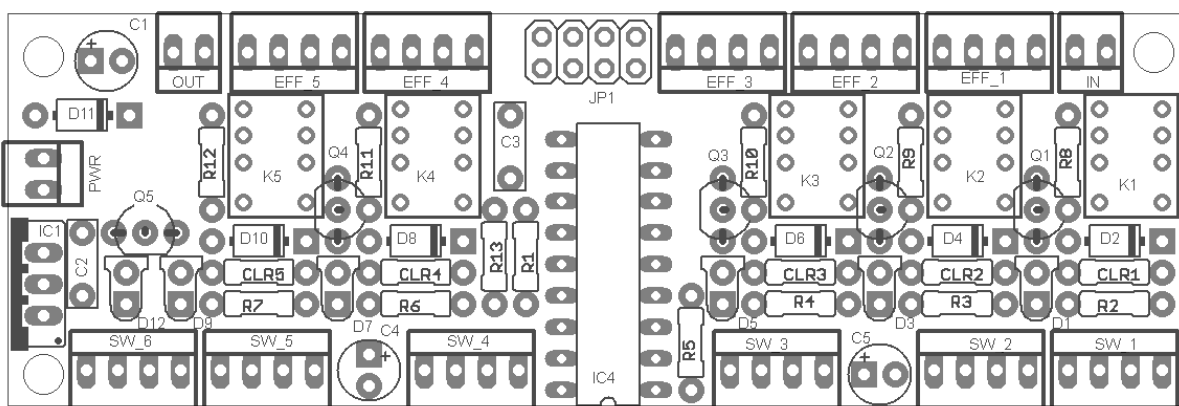 C1
OUT
EFF_5
EFF_4
JP1
EFF_3
EFF_2
EFF_1
IN
D11
PWR
R12
K5
Q4
R11
K4
C3
Q3
R10
K3
Q2
R9
K2
Q1
R8
K1
Q5
IC1
C2
D10
D8
R13
R1
D6
D4
D2
CLR5
CLR4
CLR3
CLR2
CLR1
R7
R6
R4
R3
R2
D12
D9
D7
C4
D5
D3
D1
R5
C5
SW_6
SW_5
SW_4
IC4
SW_3
SW_2
SW_1